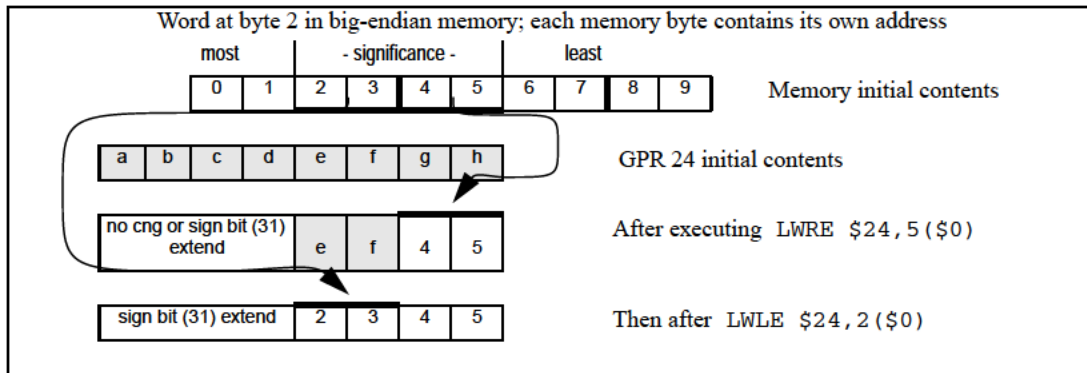 Word at byte 2 in big-endian memory; each memory byte contains its own address
most - significance - least
0 1 2 3 4 5 6 7 8 9 Memory initial contents
a b c d e f g h GPR 24 initial contents
no cng or sign bit (31)
extend e f 4 5 After executing LWRE $24,5($0)
sign bit (31) extend 2 3 4 5 Then after LWLE $24,2($0)